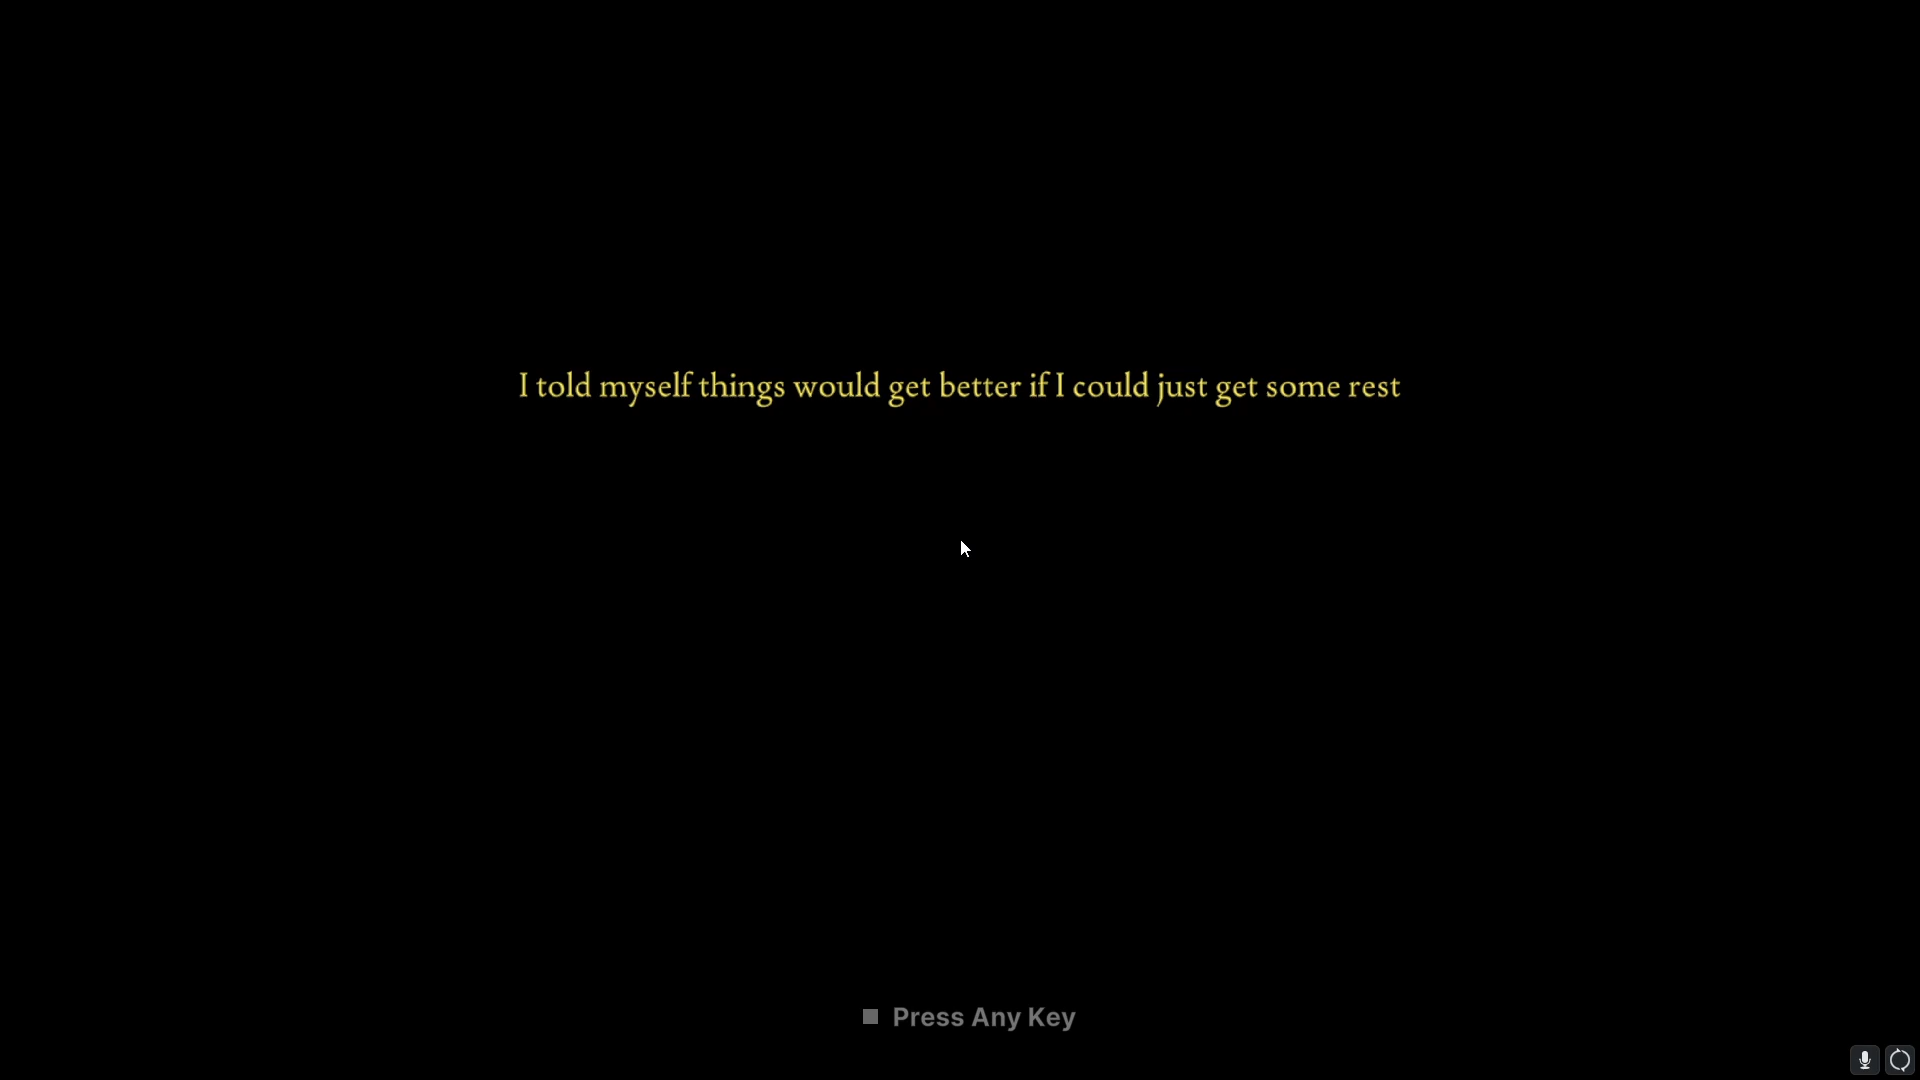 I told myself things would get better if I could just get some rest
Press Any Key